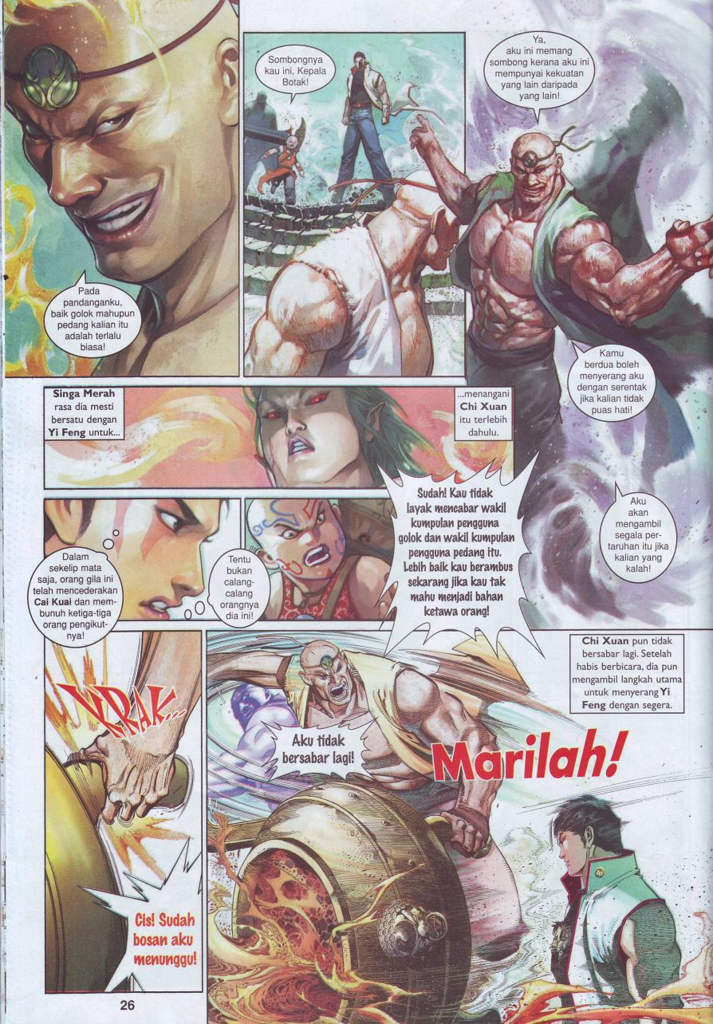 Pada
pandanganku,
baik golok mahupun
pedang kalian itu
adalah terlalu
biasa!
Sombongnya
kau ini, Kepala
Botak!
Ya,
aku ini memang
sombong kerana aku ini
mempunyai kekuatan
yang lain daripada
yang lain!
Kamu
berdua boleh
menyerang aku
dengan serentak
jika kalian tidak
puas hati!
Singa Merah
rasa dia mesti
bersatu dengan
Yi Feng untuk...
...menangani
Chi Xuan
itu terlebih
dahulu.
Aku
akan
mengambil
segala per-
taruhan itu jika
kalian yang
kalah!
Dalam
sekelip mata
saja, orang gila ini
telah mencederakan
Cai Kuai dan mem-
bunuh ketiga-tiga
orang pengikut-
nya!
Tentu
bukan
calang-
calang
orangnya
dia ini!
Sudah! Kau tidak
layak mencabar wakil
kumpulan pengguna
golok dan wakil kumpulan
pengguna pedang itu.
Lebih baik kau berambus
sekarang jika kau tak
mahu menjadi bahan
ketawa orang!
Chi Xuan pun tidak
bersabar lagi. Setelah
habis berbicara, dia pun
mengambil langkah utama
untuk menyerang Yi
Feng dengan segera.
KRAK...
Cis! Sudah
bosan aku
menunggu!
Aku tidak
bersabar lagi!
Marilah!
26